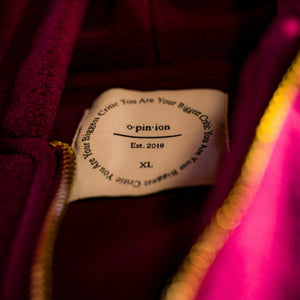 You Are Your Biggest Critic You Are Your Biggest Critic
o·pin·ion
Est. 2019
XL